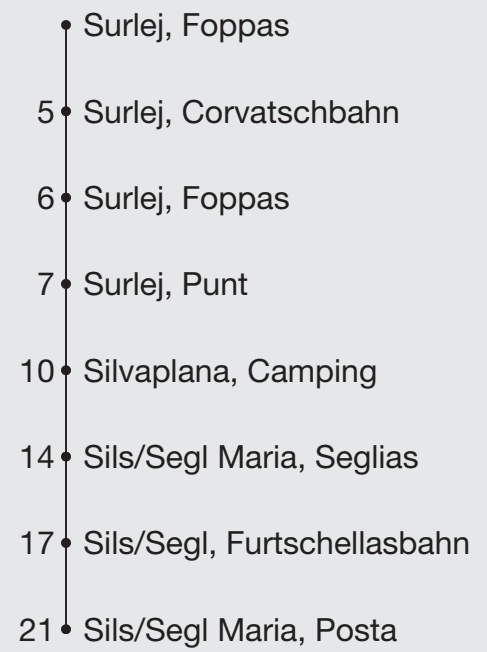 Surlej, Foppas
5 Surlej, Corvatschbahn
6 Surlej, Foppas
7 Surlej, Punt
10 Silvaplana, Camping
14 Sils/Segl Maria, Seglias
17 Sils/Segl, Furtschellasbahn
21 Sils/Segl Maria, Posta